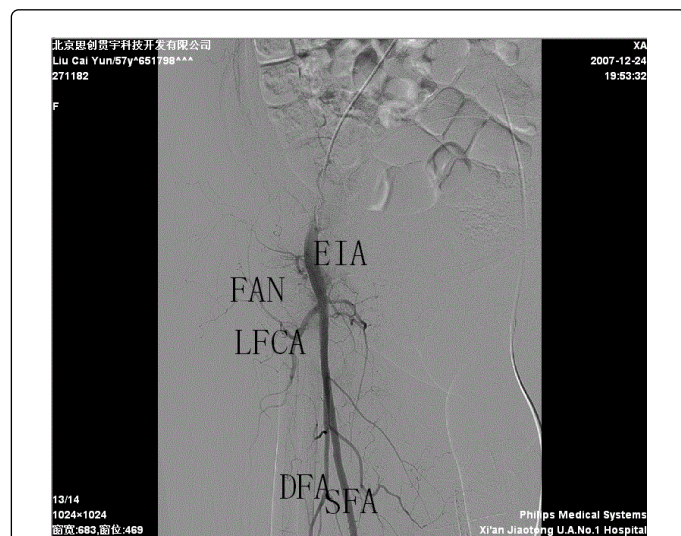 北京思创贯宇科技开发有限公司
Liu Cai Yun/57y^651798^^^
271182
F
XA
2007-12-24
19:53:32
EIA
FAN
LFCA
DFA
SFA
13/14
1024×1024
窗宽:683,窗位:469
Philips Medical Systems
Xi'an Jiaotong U.A.No.1 Hospital